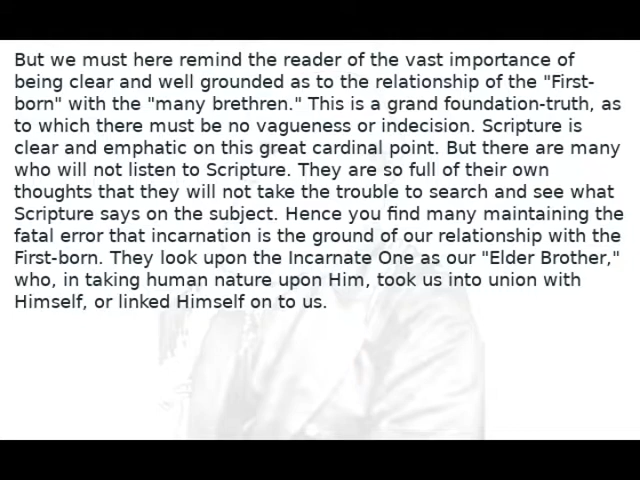 But we must here remind the reader of the vast importance of
being clear and well grounded as to the relationship of the "First-
born" with the "many brethren." This is a grand foundation-truth, as
to which there must be no vagueness or indecision. Scripture is
clear and emphatic on this great cardinal point. But there are many
who will not listen to Scripture. They are so full of their own
thoughts that they will not take the trouble to search and see what
Scripture says on the subject. Hence you find many maintaining the
fatal error that incarnation is the ground of our relationship with the
First-born. They look upon the Incarnate One as our "Elder Brother,"
who, in taking human nature upon Him, took us into union with
Himself, or linked Himself on to us.